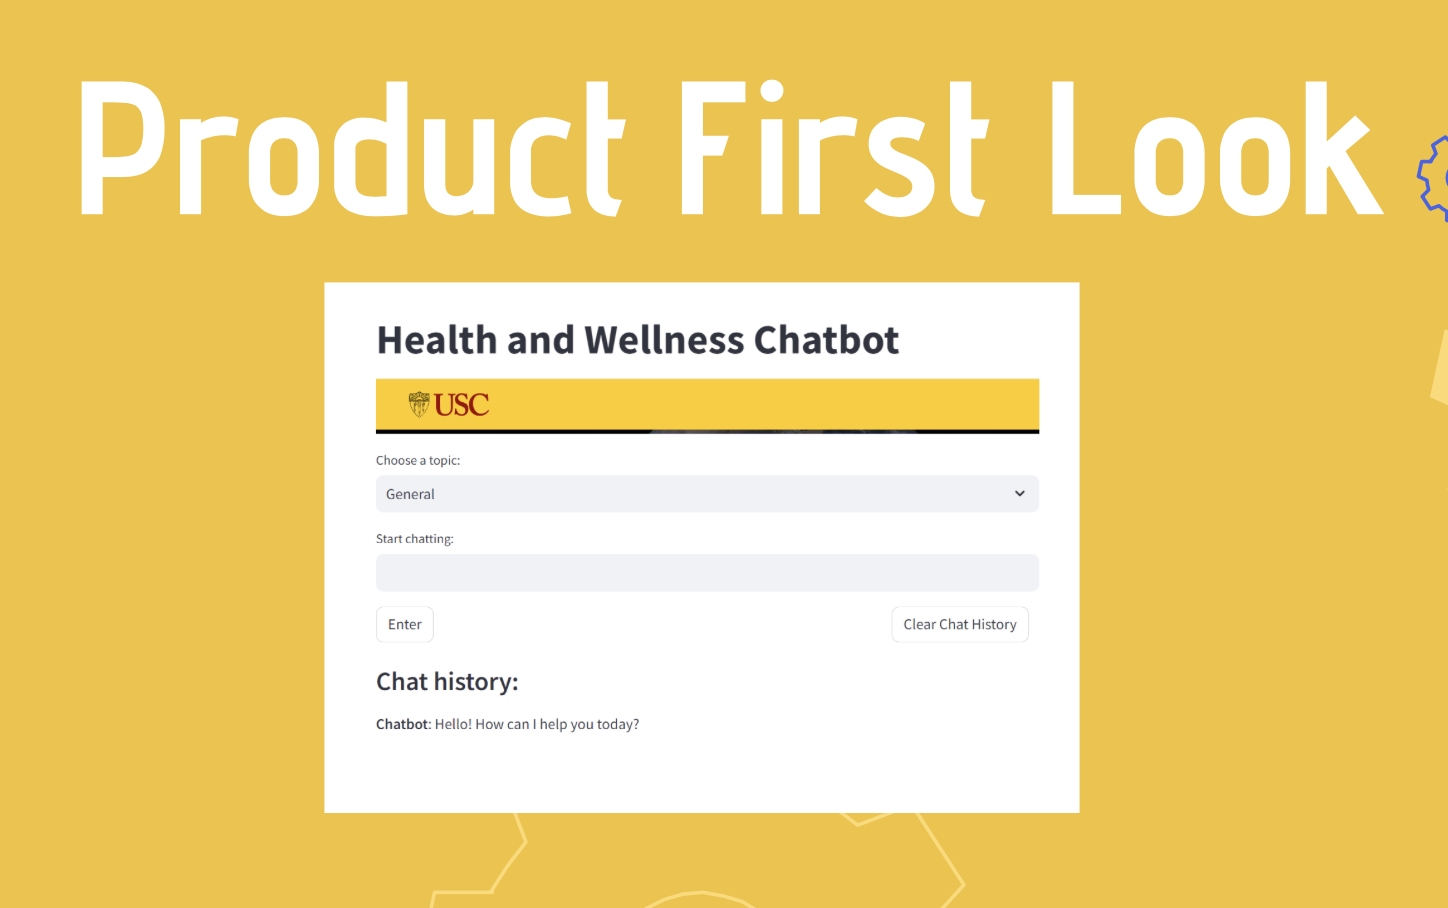 Product First Look
Health and Wellness Chatbot
USC
Choose a topic:
General
Start chatting:
Enter
Clear Chat History
Chat history:
Chatbot: Hello! How can I help you today?